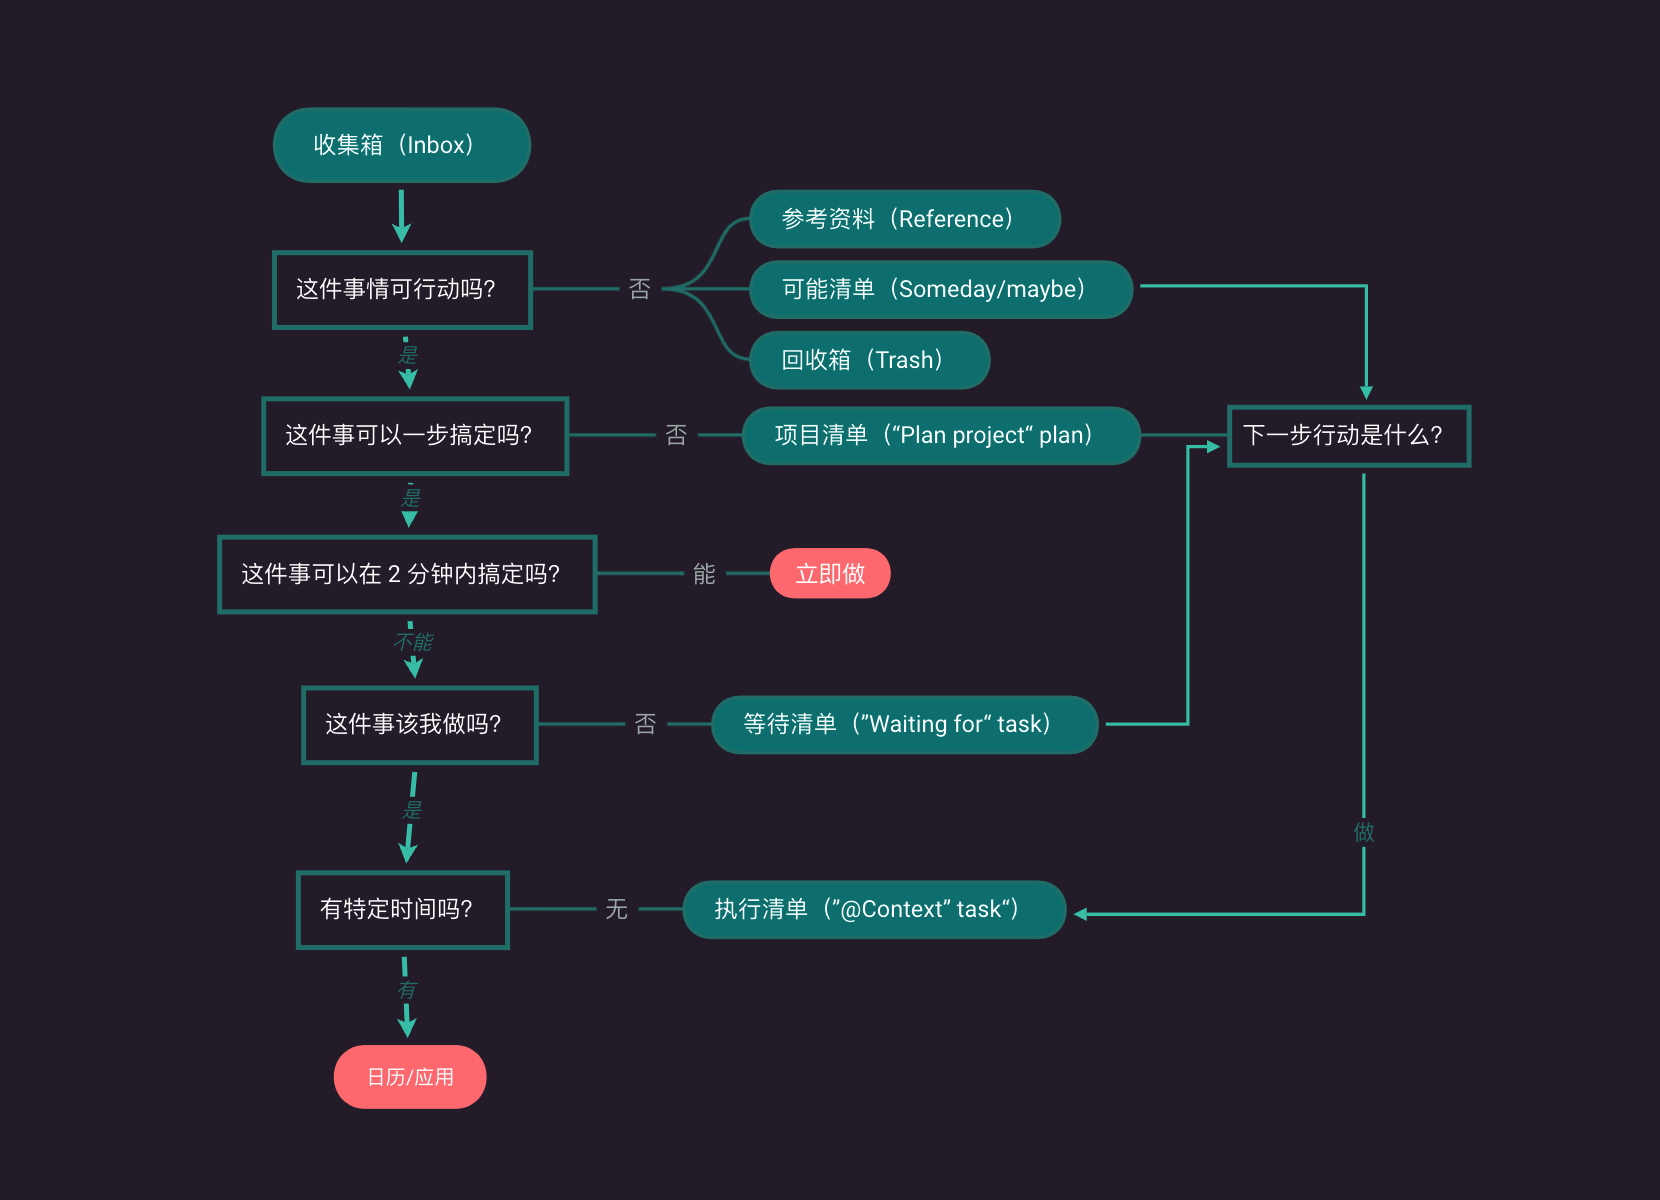 收集箱（Inbox）
参考资料（Reference）
这件事情可行动吗?
否
可能清单（Someday/maybe）
回收箱（Trash）
是
这件事可以一步搞定吗?
否
项目清单（“Plan project“ plan）
下一步行动是什么?
是
这件事可以在 2 分钟内搞定吗?
能
立即做
不能
这件事该我做吗?
否
等待清单（”Waiting for“ task）
是
做
有特定时间吗?
无
执行清单（”@Context” task“）
有
日历/应用